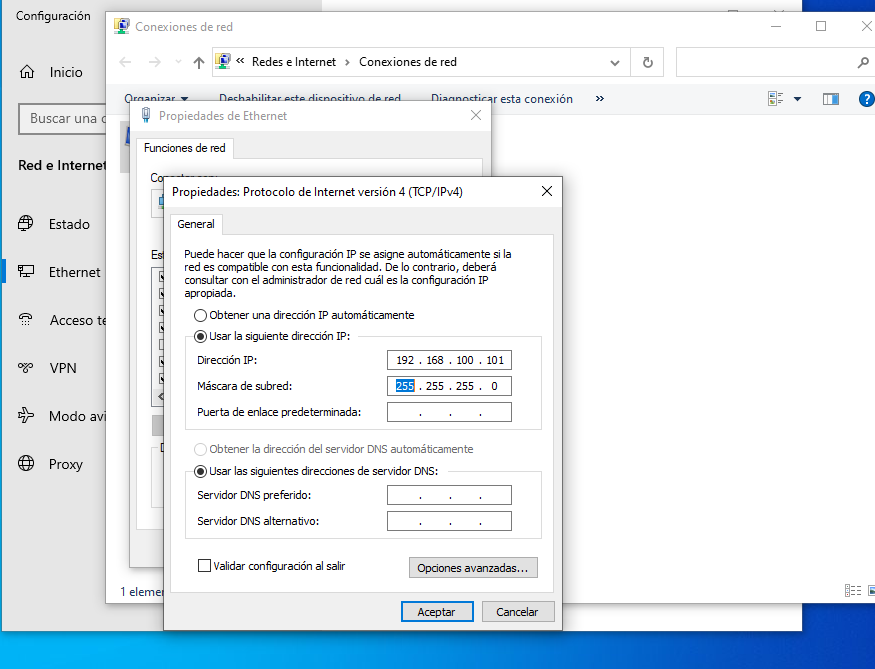 Configuración
Conexiones de red
Inicio
« Redes e Internet › Conexiones de red
Buscar una c
Organizar
Deshabilitar este dispositivo de red
Diagnosticar esta conexión
»
Propiedades de Ethernet
Funciones de red
Red e Internet
Propiedades: Protocolo de Internet versión 4 (TCP/IPv4)
General
Estado
Ethernet
Acceso te
VPN
Modo avi
Proxy
Puede hacer que la configuración IP se asigne automáticamente si la
red es compatible con esta funcionalidad. De lo contrario, deberá
consultar con el administrador de red cuál es la configuración IP
apropiada.
Obtener una dirección IP automáticamente
Usar la siguiente dirección IP:
Dirección IP: 192 . 168 . 100 . 101
Máscara de subred: 255 . 255 . 255 . 0
Puerta de enlace predeterminada: . . .
Obtener la dirección del servidor DNS automáticamente
Usar las siguientes direcciones de servidor DNS:
Servidor DNS preferido: . . .
Servidor DNS alternativo: . . .
Validar configuración al salir
Opciones avanzadas...
1 elemen
Aceptar
Cancelar